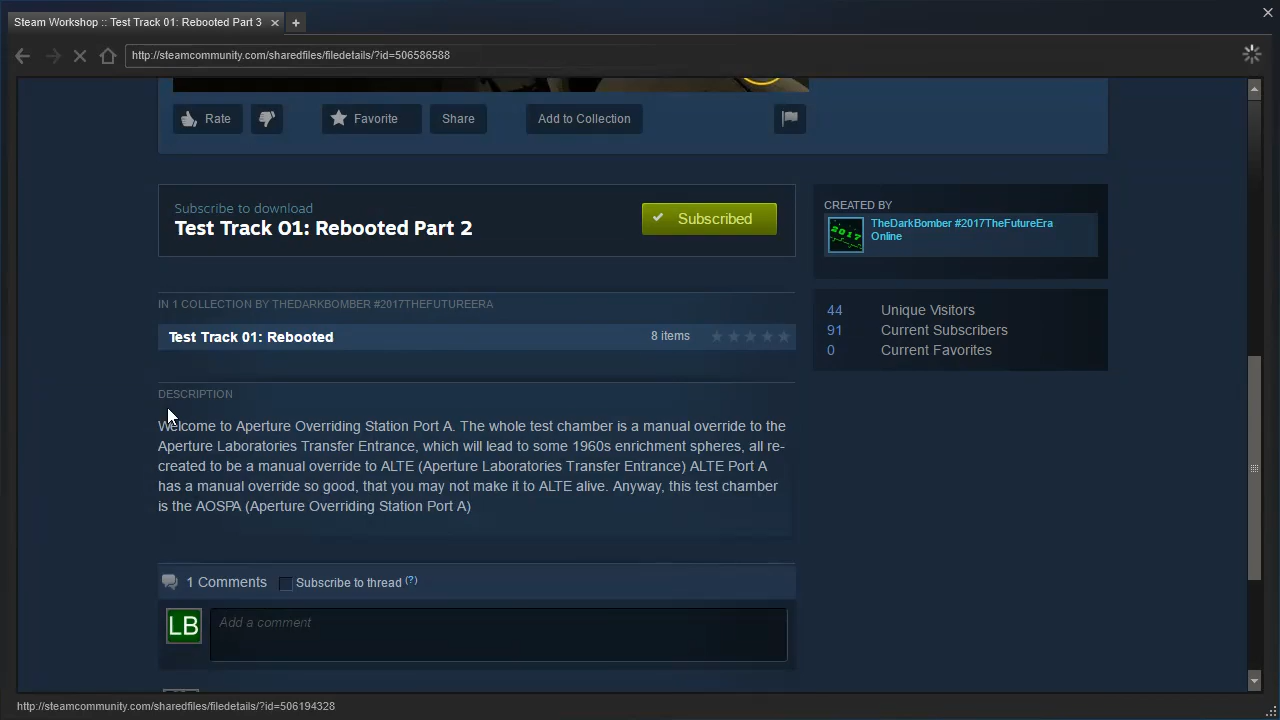 Steam Workshop :: Test Track 01: Rebooted Part 3
http://steamcommunity.com/sharedfiles/filedetails/?id=506586588
Rate
Favorite
Share
Add to Collection
Subscribe to download
Test Track 01: Rebooted Part 2
Subscribed
CREATED BY
TheDarkBomber #2017TheFutureEra
Online
44 Unique Visitors
91 Current Subscribers
0 Current Favorites
2017
IN 1 COLLECTION BY THEDARKBOMBER #2017THEFUTUREERA
Test Track 01: Rebooted 8 items
DESCRIPTION
Welcome to Aperture Overriding Station Port A. The whole test chamber is a manual override to the
Aperture Laboratories Transfer Entrance, which will lead to some 1960s enrichment spheres, all re-
created to be a manual override to ALTE (Aperture Laboratories Transfer Entrance) ALTE Port A
has a manual override so good, that you may not make it to ALTE alive. Anyway, this test chamber
is the AOSPA (Aperture Overriding Station Port A)
1 Comments Subscribe to thread (?)
LB
Add a comment
http://steamcommunity.com/sharedfiles/filedetails/?id=506194328